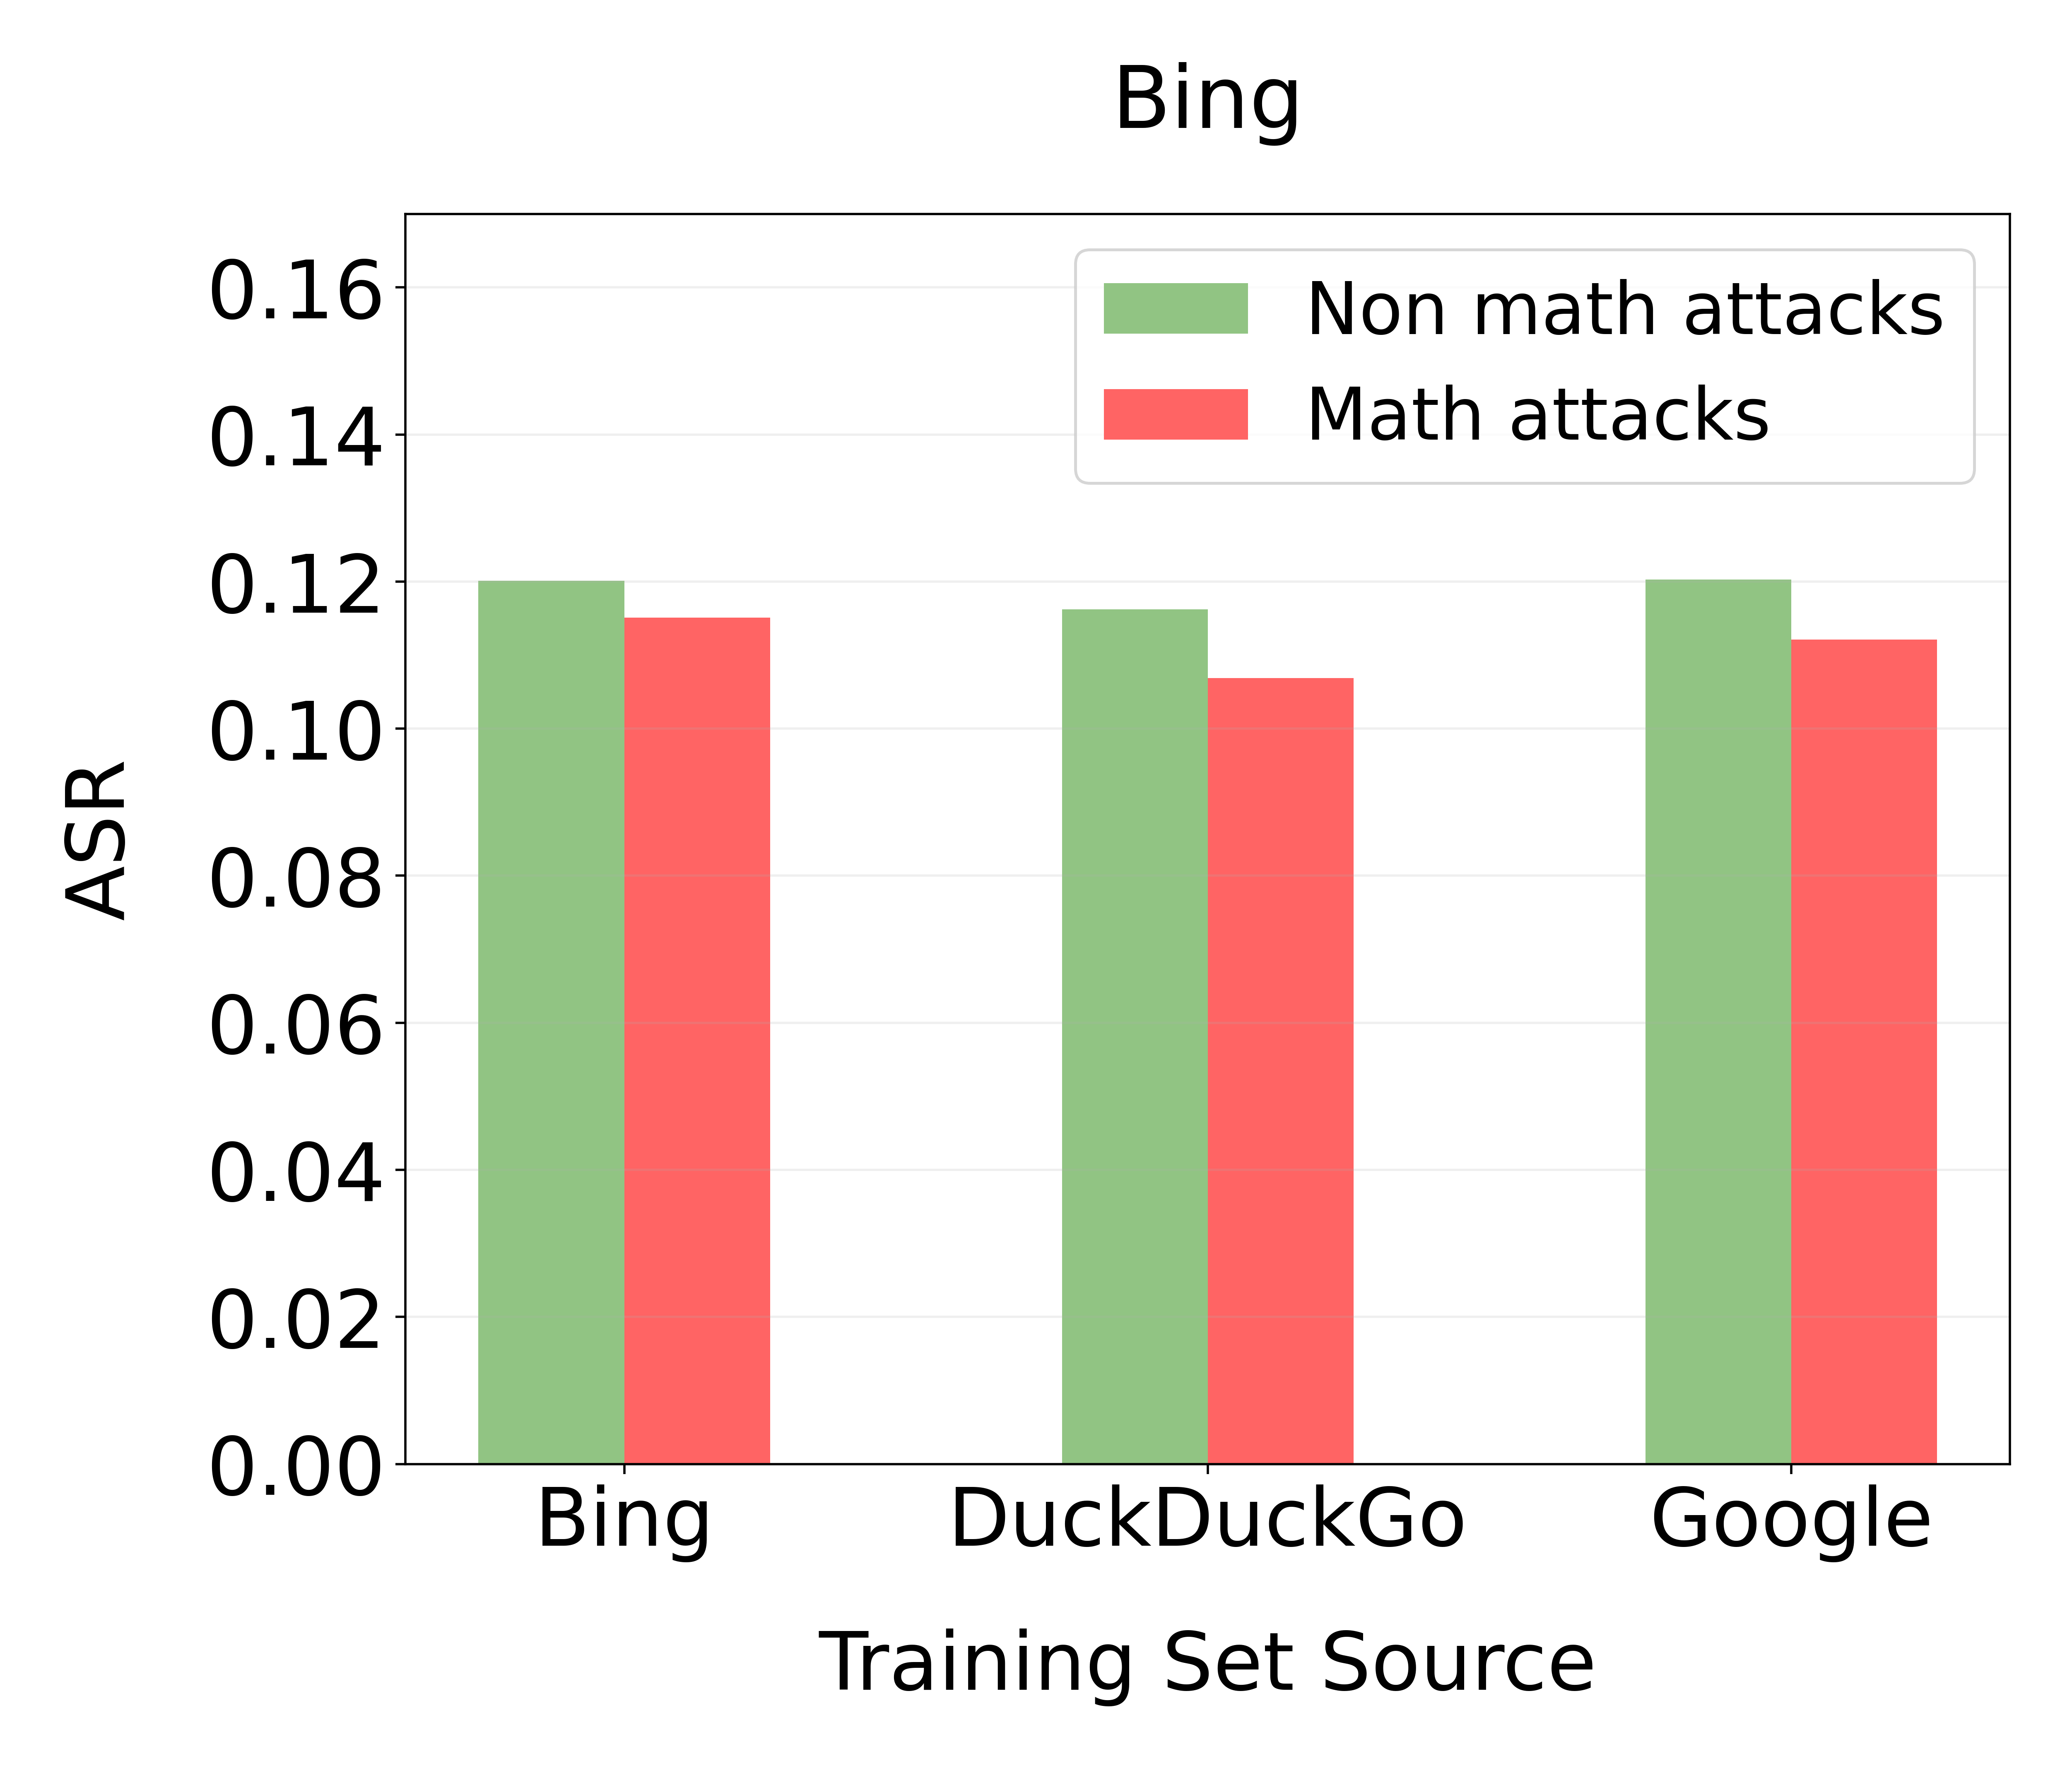 Bing
0.16
0.14
0.12
0.10
0.08
0.06
0.04
0.02
0.00
ASR
Non math attacks
Math attacks
Bing DuckDuckGo Google
Training Set Source